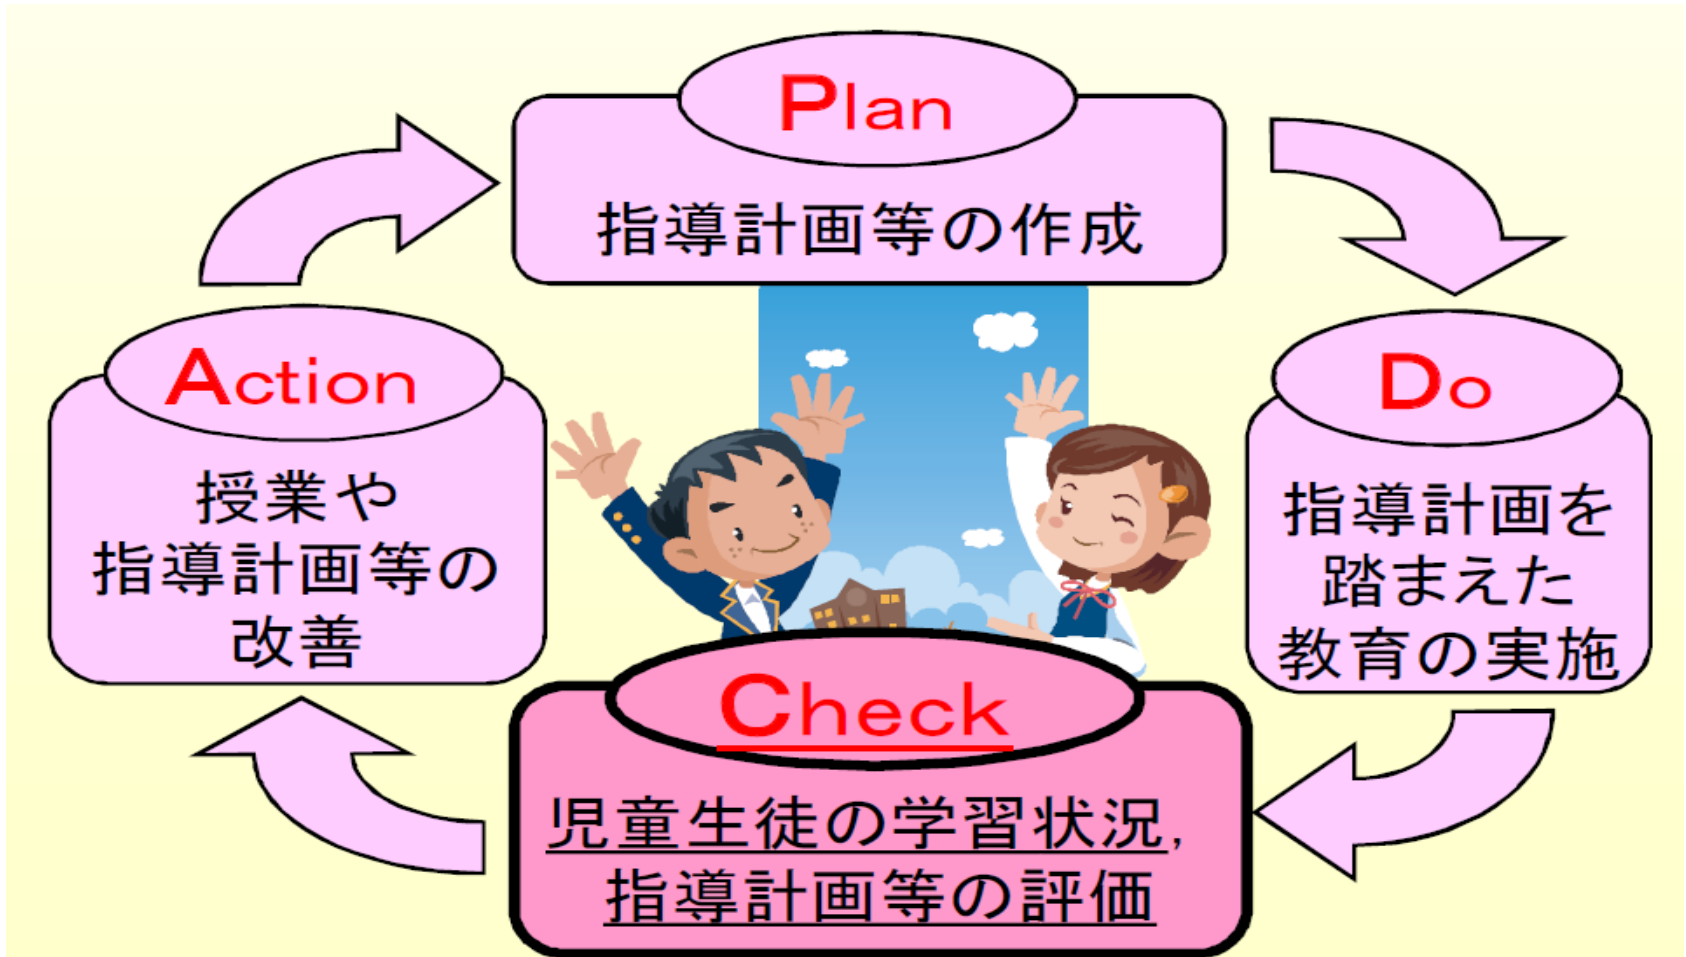 Plan
指導計画等の作成
Do
指導計画を
踏まえた
教育の実施
Check
児童生徒の学習状況,
指導計画等の評価
Action
授業や
指導計画等の
改善